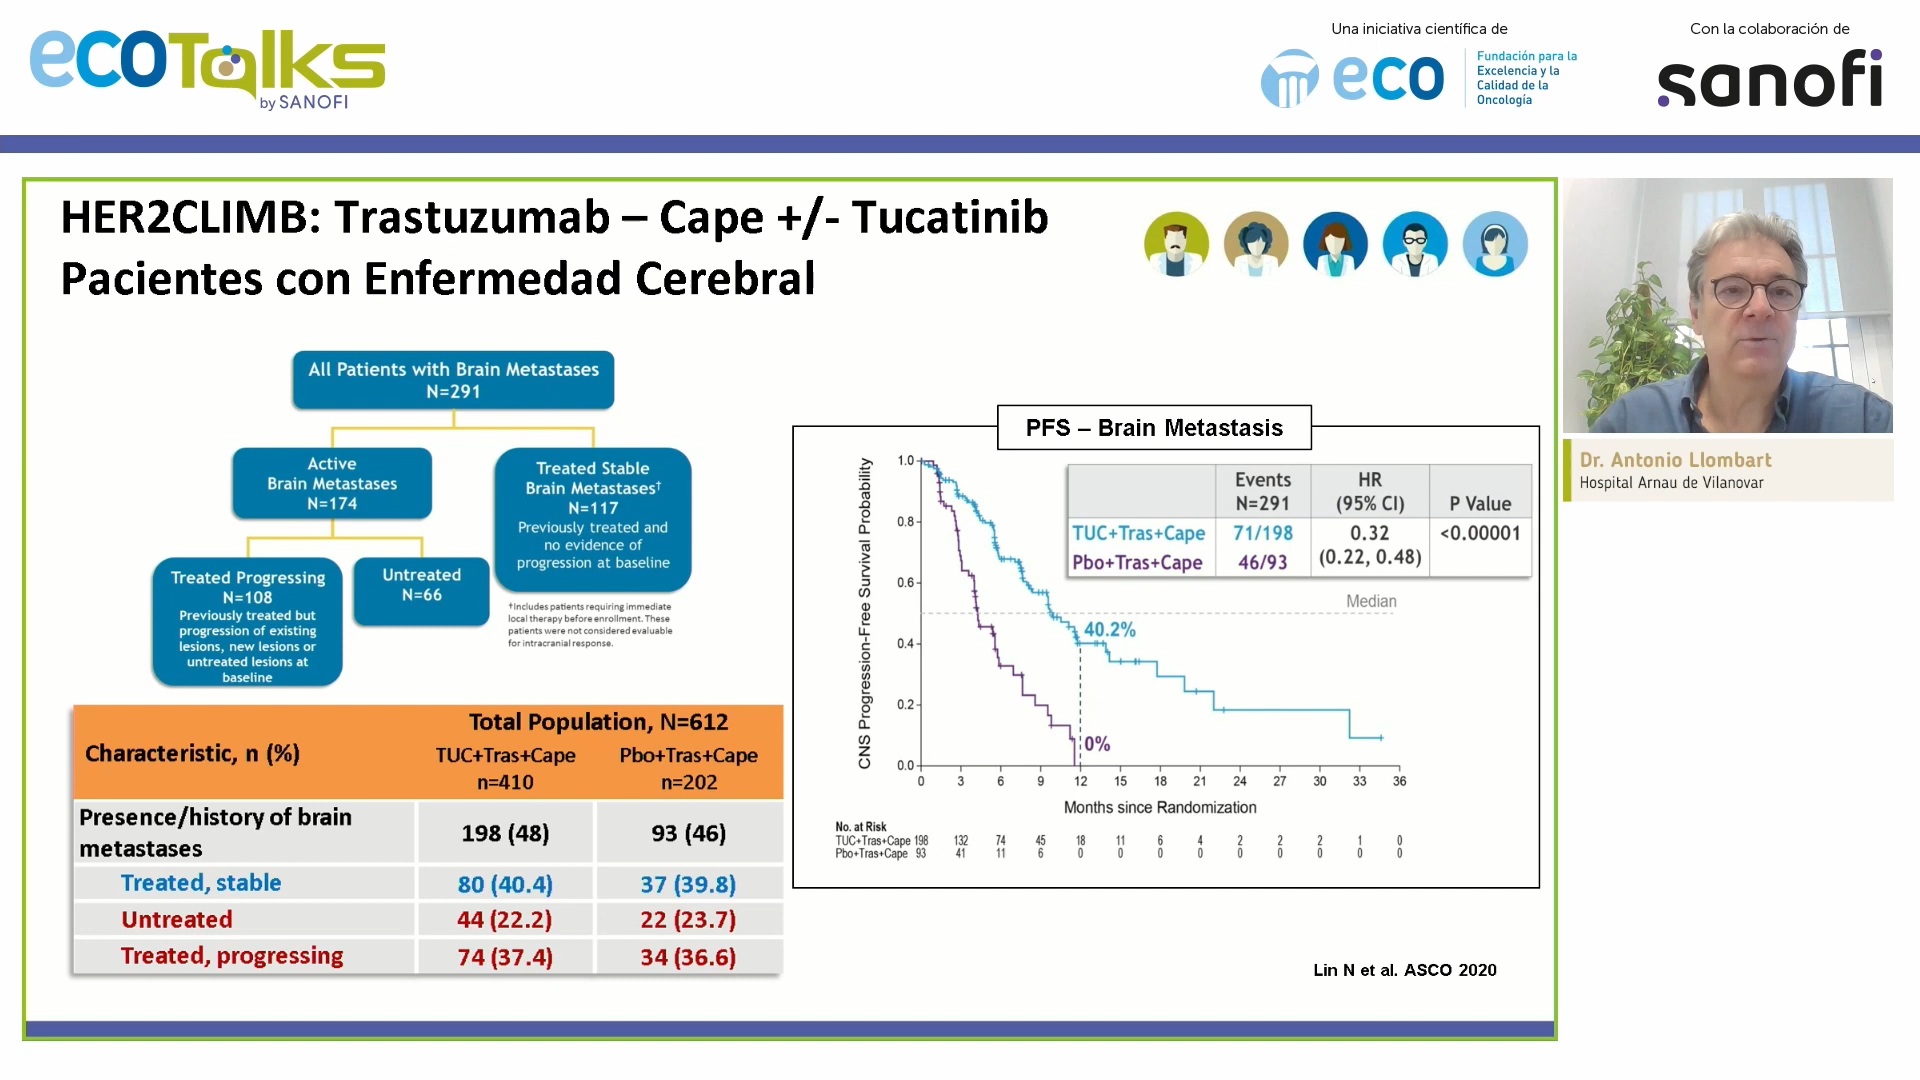 ecoTalks
by SANOFI
Una iniciativa científica de
eco
Fundación para la
Excelencia y la
Calidad de la
Oncología
Con la colaboración de
sanofi
HER2CLIMB: Trastuzumab – Cape +/- Tucatinib
Pacientes con Enfermedad Cerebral
All Patients with Brain Metastases
N=291
Active
Brain Metastases
N=174
Treated Stable
Brain Metastases†
N=117
Previously treated and
no evidence of
progression at baseline
Treated Progressing
N=108
Previously treated but
progression of existing
lesions, new lesions or
untreated lesions at
baseline
Untreated
N=66
†Includes patients requiring immediate
local therapy before enrollment. These
patients were not considered evaluable
for intracranial response.
Characteristic, n (%)
Total Population, N=612
TUC+Tras+Cape
n=410
Pbo+Tras+Cape
n=202
Presence/history of brain
metastases
198 (48) 93 (46)
Treated, stable 80 (40.4) 37 (39.8)
Untreated 44 (22.2) 22 (23.7)
Treated, progressing 74 (37.4) 34 (36.6)
PFS – Brain Metastasis
CNS Progression-Free Survival Probability
1.0
0.8
0.6
0.4
0.2
0.0
Events
N=291
HR
(95% CI)
P Value
TUC+Tras+Cape 71/198 0.32 <0.00001
Pbo+Tras+Cape 46/93 (0.22, 0.48)
Median
40.2%
0%
0 3 6 9 12 15 18 21 24 27 30 33 36
Months since Randomization
No. at Risk
TUC+Tras+Cape 198 132 74 45 18 11 6 4 2 2 2 1 0
Pbo+Tras+Cape 93 41 11 6 0 0 0 0 0 0 0 0 0
Lin N et al. ASCO 2020
Dr. Antonio Llombart
Hospital Arnau de Vilanovar